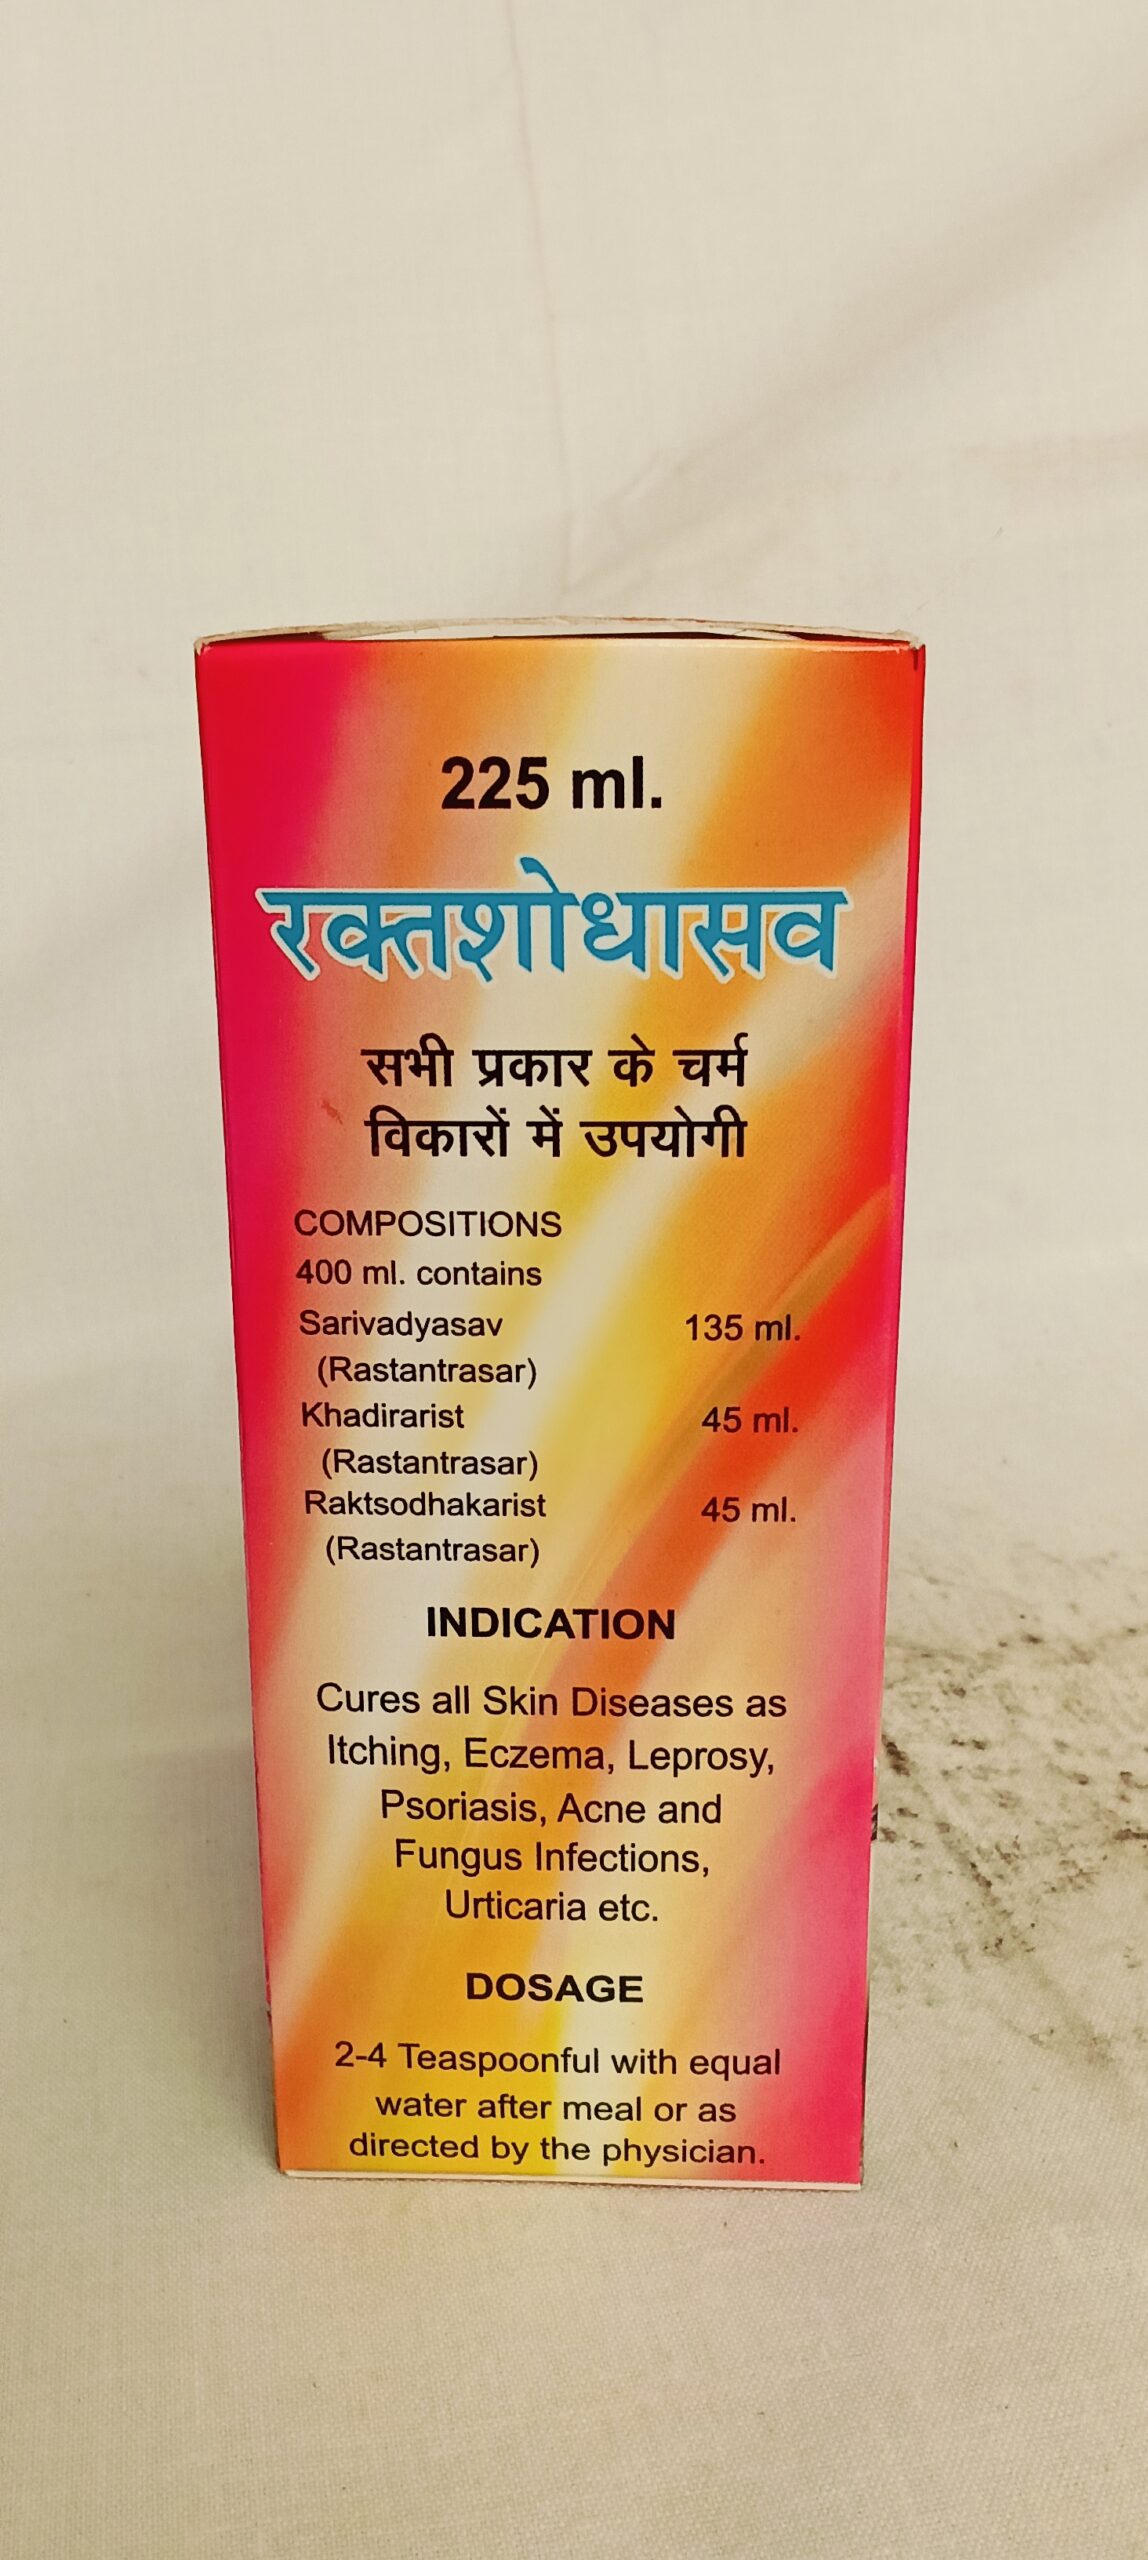 225 ml.
रक्तशोधासव
सभी प्रकार के चर्म
विकारों में उपयोगी
COMPOSITIONS
400 ml. contains
Sarivadyasav 135 ml.
(Rastantrasar)
Khadirarist 45 ml.
(Rastantrasar)
Raktsodhakarist 45 ml.
(Rastantrasar)
INDICATION
Cures all Skin Diseases as
Itching, Eczema, Leprosy,
Psoriasis, Acne and
Fungus Infections,
Urticaria etc.
DOSAGE
2-4 Teaspoonful with equal
water after meal or as
directed by the physician.